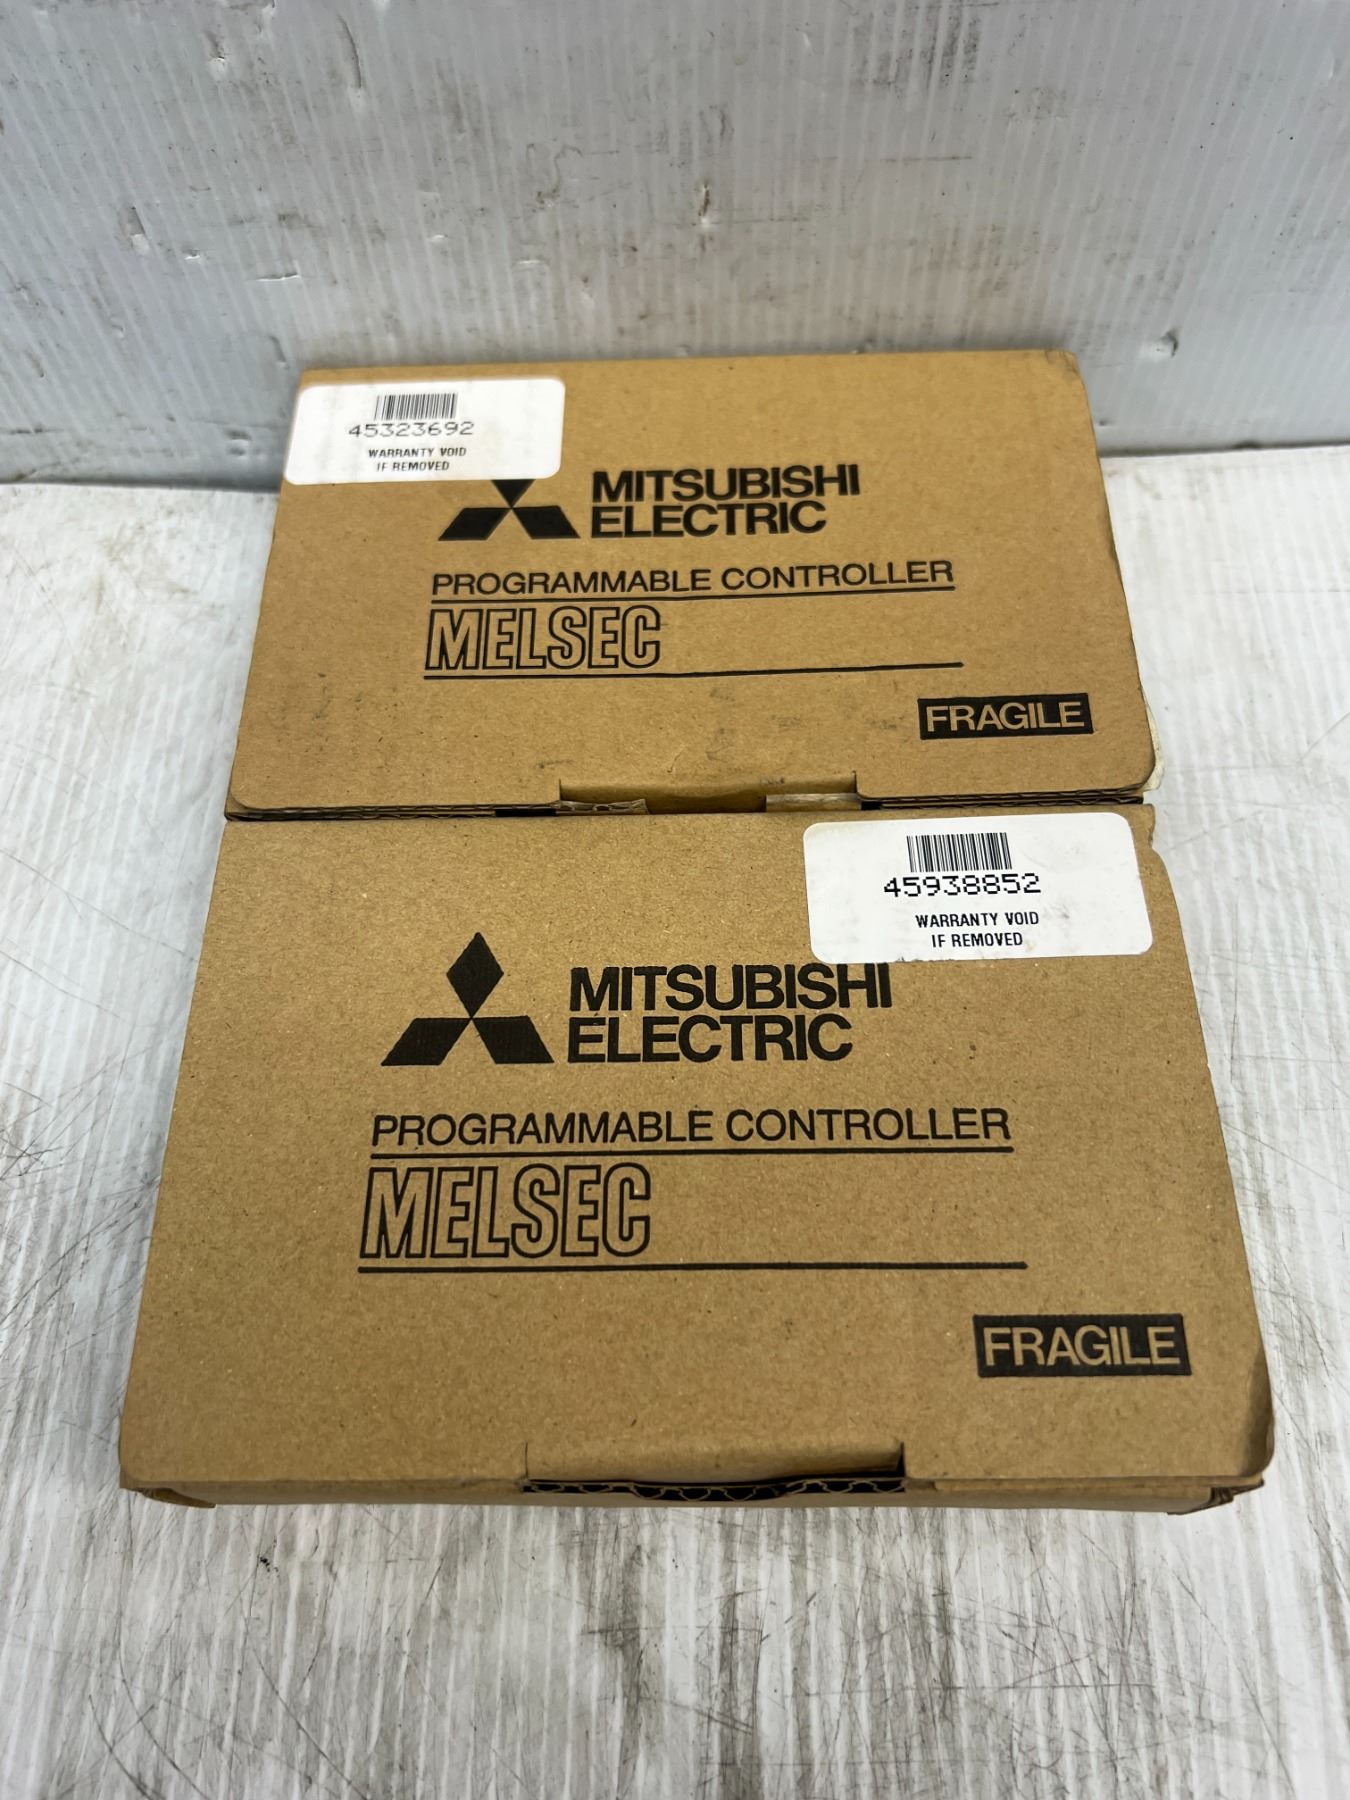 45323692
WARRANTY VOID
IF REMOVED
MITSUBISHI
ELECTRIC
PROGRAMMABLE CONTROLLER
MELSEC
FRAGILE
45938852
WARRANTY VOID
IF REMOVED
MITSUBISHI
ELECTRIC
PROGRAMMABLE CONTROLLER
MELSEC
FRAGILE